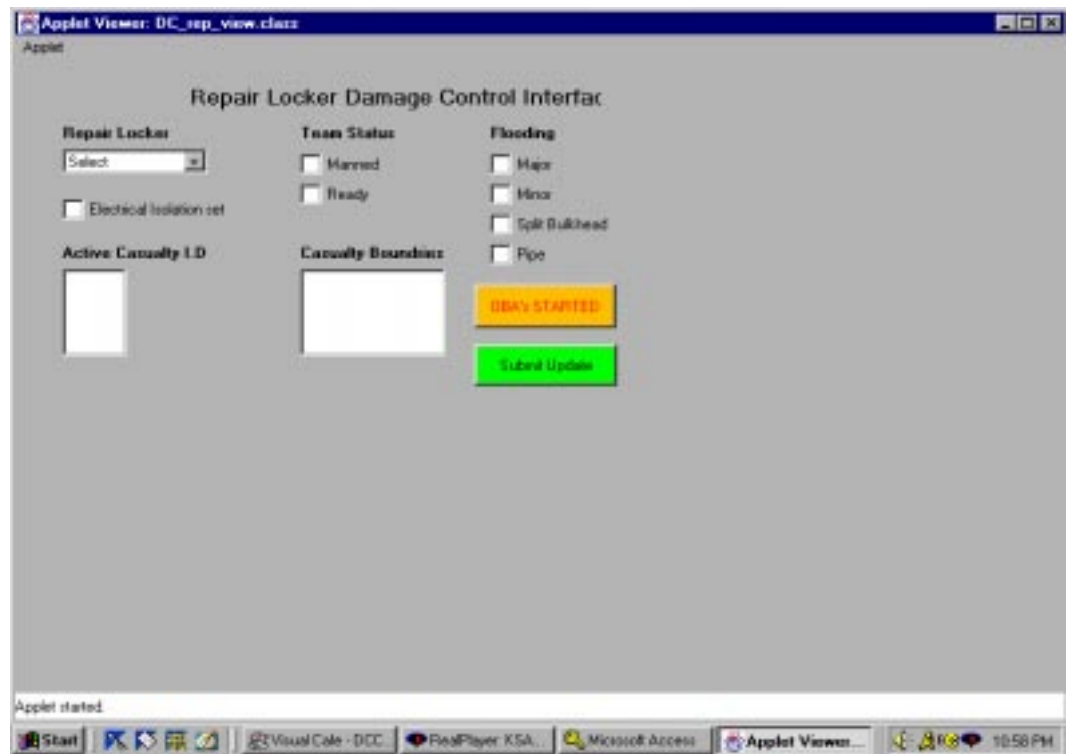 Applet Viewer: DC_rep_view.class
Applet
Repair Locker Damage Control Interfac
Repair Locker
Team Status
Flooding
Select
Manned
Major
Ready
Minor
Electrical Isolation set
Split Bulkhead
Active Casualty I.D
Casualty Boundries
Pipe
OBA's STARTED
Submit Update
Applet started.
Start
Visual Cafe - DCC...
RealPlayer: KSA...
Microsoft Access
Applet Viewer...
10:58 PM